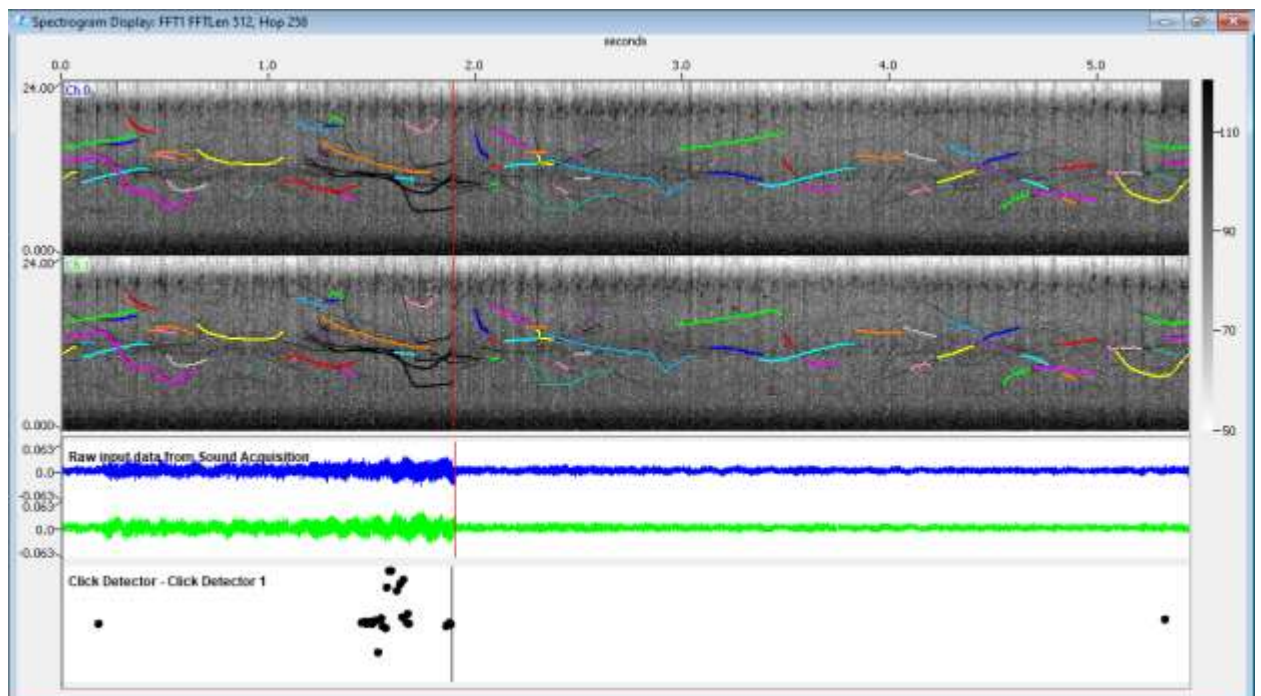 Spectrogram Display: FFT1 FFTLen 512, Hop 256
seconds
0.0 1.0 2.0 3.0 4.0 5.0
24.00
Ch 0
0.000
24.00
Ch 1
0.000
110
90
70
50
0.063
Raw input data from Sound Acquisition
0.0
-0.063
0.063
0.0
-0.063
Click Detector - Click Detector 1